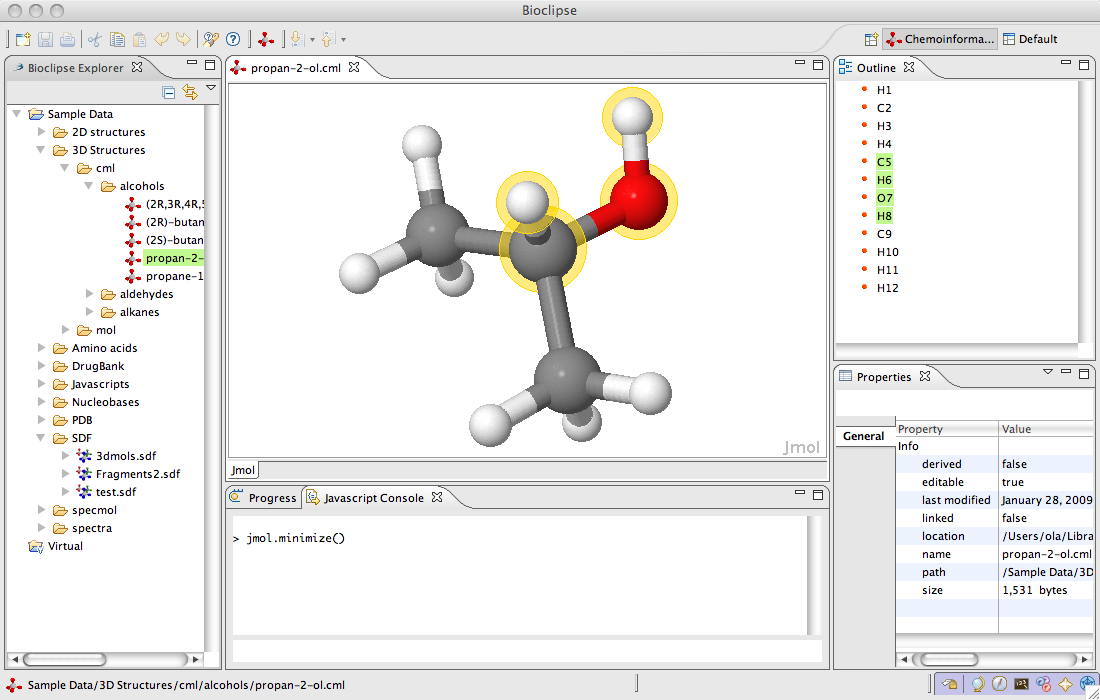 Bioclipse
Chemoinforma...
Default
Bioclipse Explorer
Sample Data
2D structures
3D Structures
cml
alcohols
(2R,3R,4R,5
(2R)-butan
(2S)-butan
propan-2-
propane-1
aldehydes
alkanes
mol
Amino acids
DrugBank
Javascripts
Nucleobases
PDB
SDF
3dmols.sdf
Fragments2.sdf
test.sdf
specmol
spectra
Virtual
propan-2-ol.cml
Jmol
Jmol
Progress
Javascript Console
> jmol.minimize()
Outline
H1
C2
H3
H4
C5
H6
O7
H8
C9
H10
H11
H12
Properties
General
Property Value
Info
derived false
editable true
last modified January 28, 2009
linked false
location /Users/ola/Libra
name propan-2-ol.cml
path /Sample Data/3D
size 1,531 bytes
Sample Data/3D Structures/cml/alcohols/propan-2-ol.cml